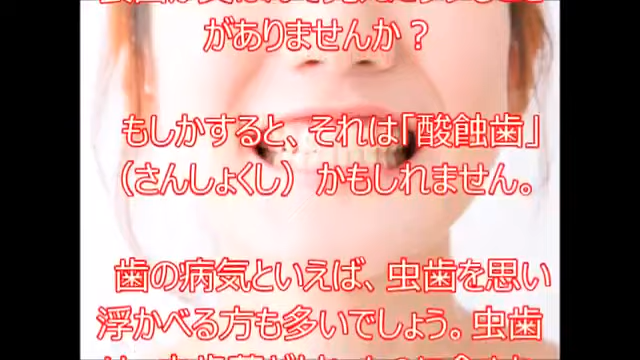 がありませんか？
もしかすると、それは「酸蝕歯」
（さんしょくし） かもしれません。
歯の病気といえば、虫歯を思い
浮かべる方も多いでしょう。虫歯